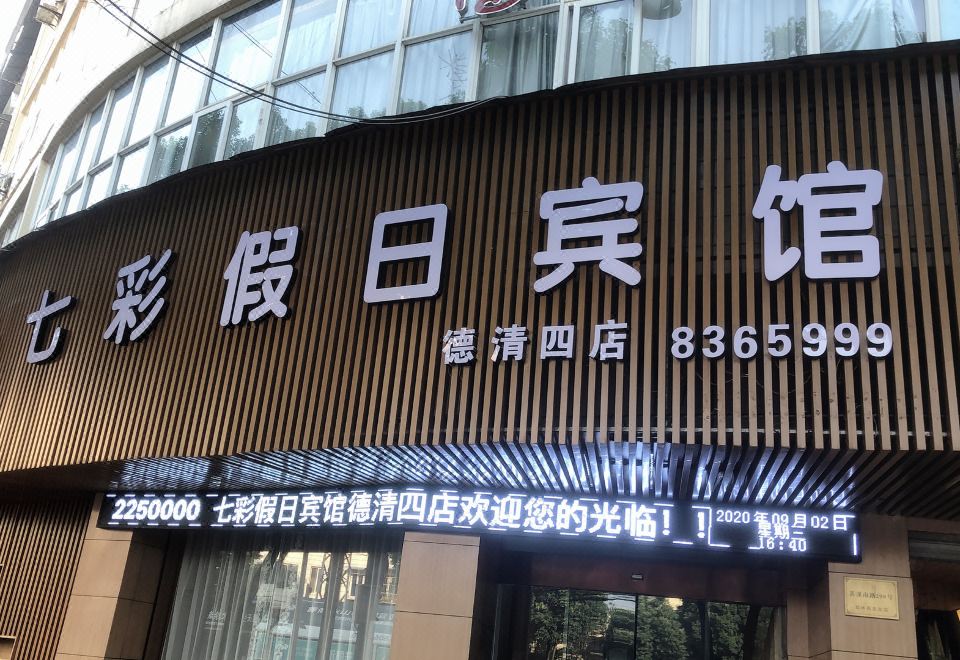 七彩假日宾馆
德清四店 8365999
2250000 七彩假日宾馆德清四店欢迎您的光临！！
2020年09月02日
星期二
16:40